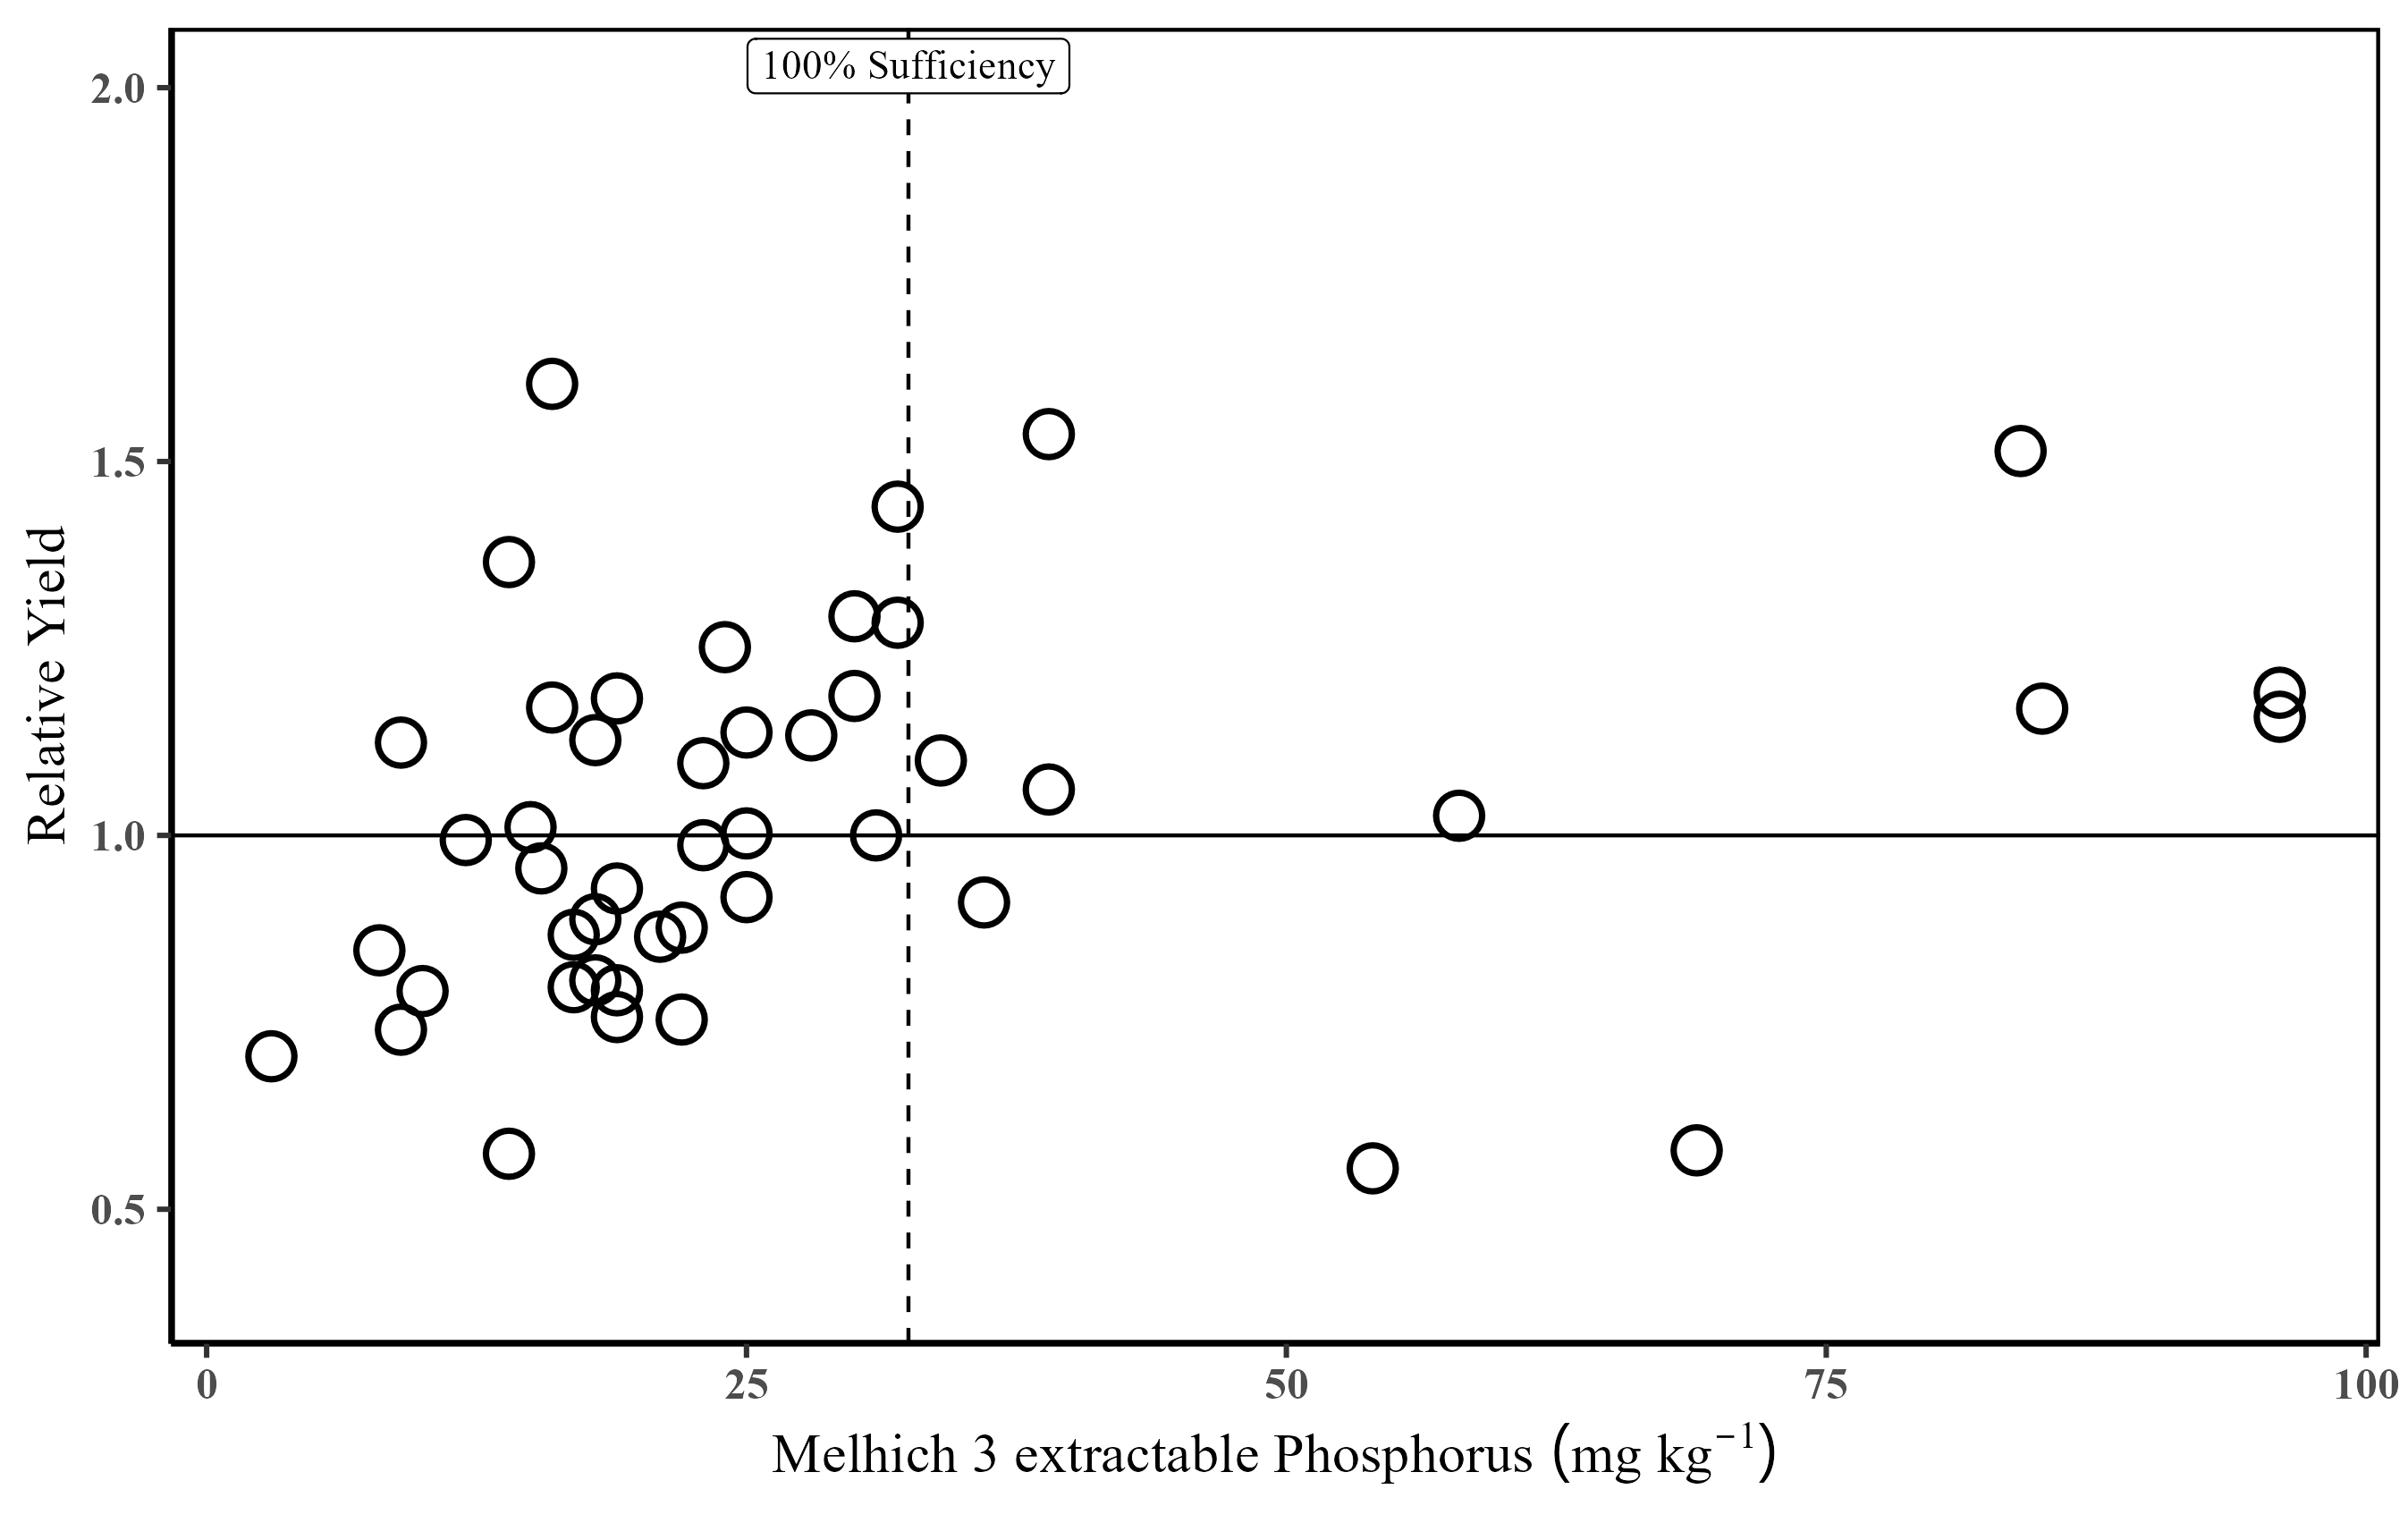 100% Sufficiency
2.0
1.5
1.0
0.5
Relative Yield
0 25 50 75 100
Melhich 3 extractable Phosphorus (mg kg⁻¹)